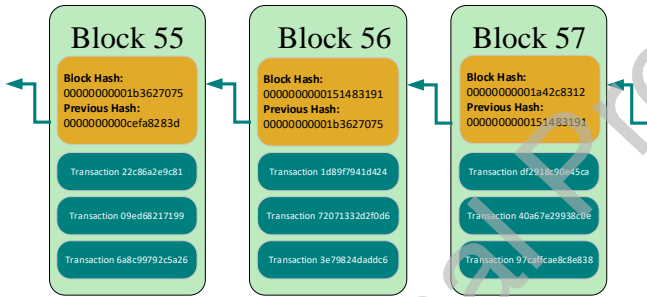 Block 55
Block Hash:
00000000001b3627075
Previous Hash:
0000000000cefa8283d
Transaction 22c86a2e9c81
Transaction 09ed68217199
Transaction 6a8c99792c5a26
Block 56
Block Hash:
0000000000151483191
Previous Hash:
00000000001b3627075
Transaction 1d89f7941d424
Transaction 72071332d2f0d6
Transaction 3e79824daddc6
Block 57
Block Hash:
00000000001a42c8312
Previous Hash:
0000000000151483191
Transaction df2918c90e45ca
Transaction 40a67e29938c0e
Transaction 97caffcae8c8e838